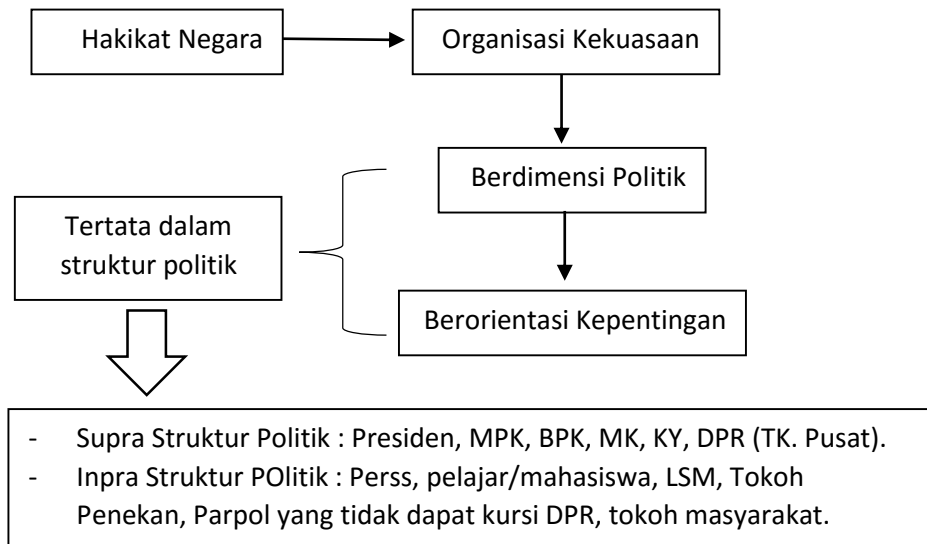 Hakikat Negara
Organisasi Kekuasaan
Berdimensi Politik
Tertata dalam
struktur politik
Berorientasi Kepentingan
- Supra Struktur Politik : Presiden, MPK, BPK, MK, KY, DPR (TK. Pusat).
- Inpra Struktur POlitik : Perss, pelajar/mahasiswa, LSM, Tokoh
Penekan, Parpol yang tidak dapat kursi DPR, tokoh masyarakat.